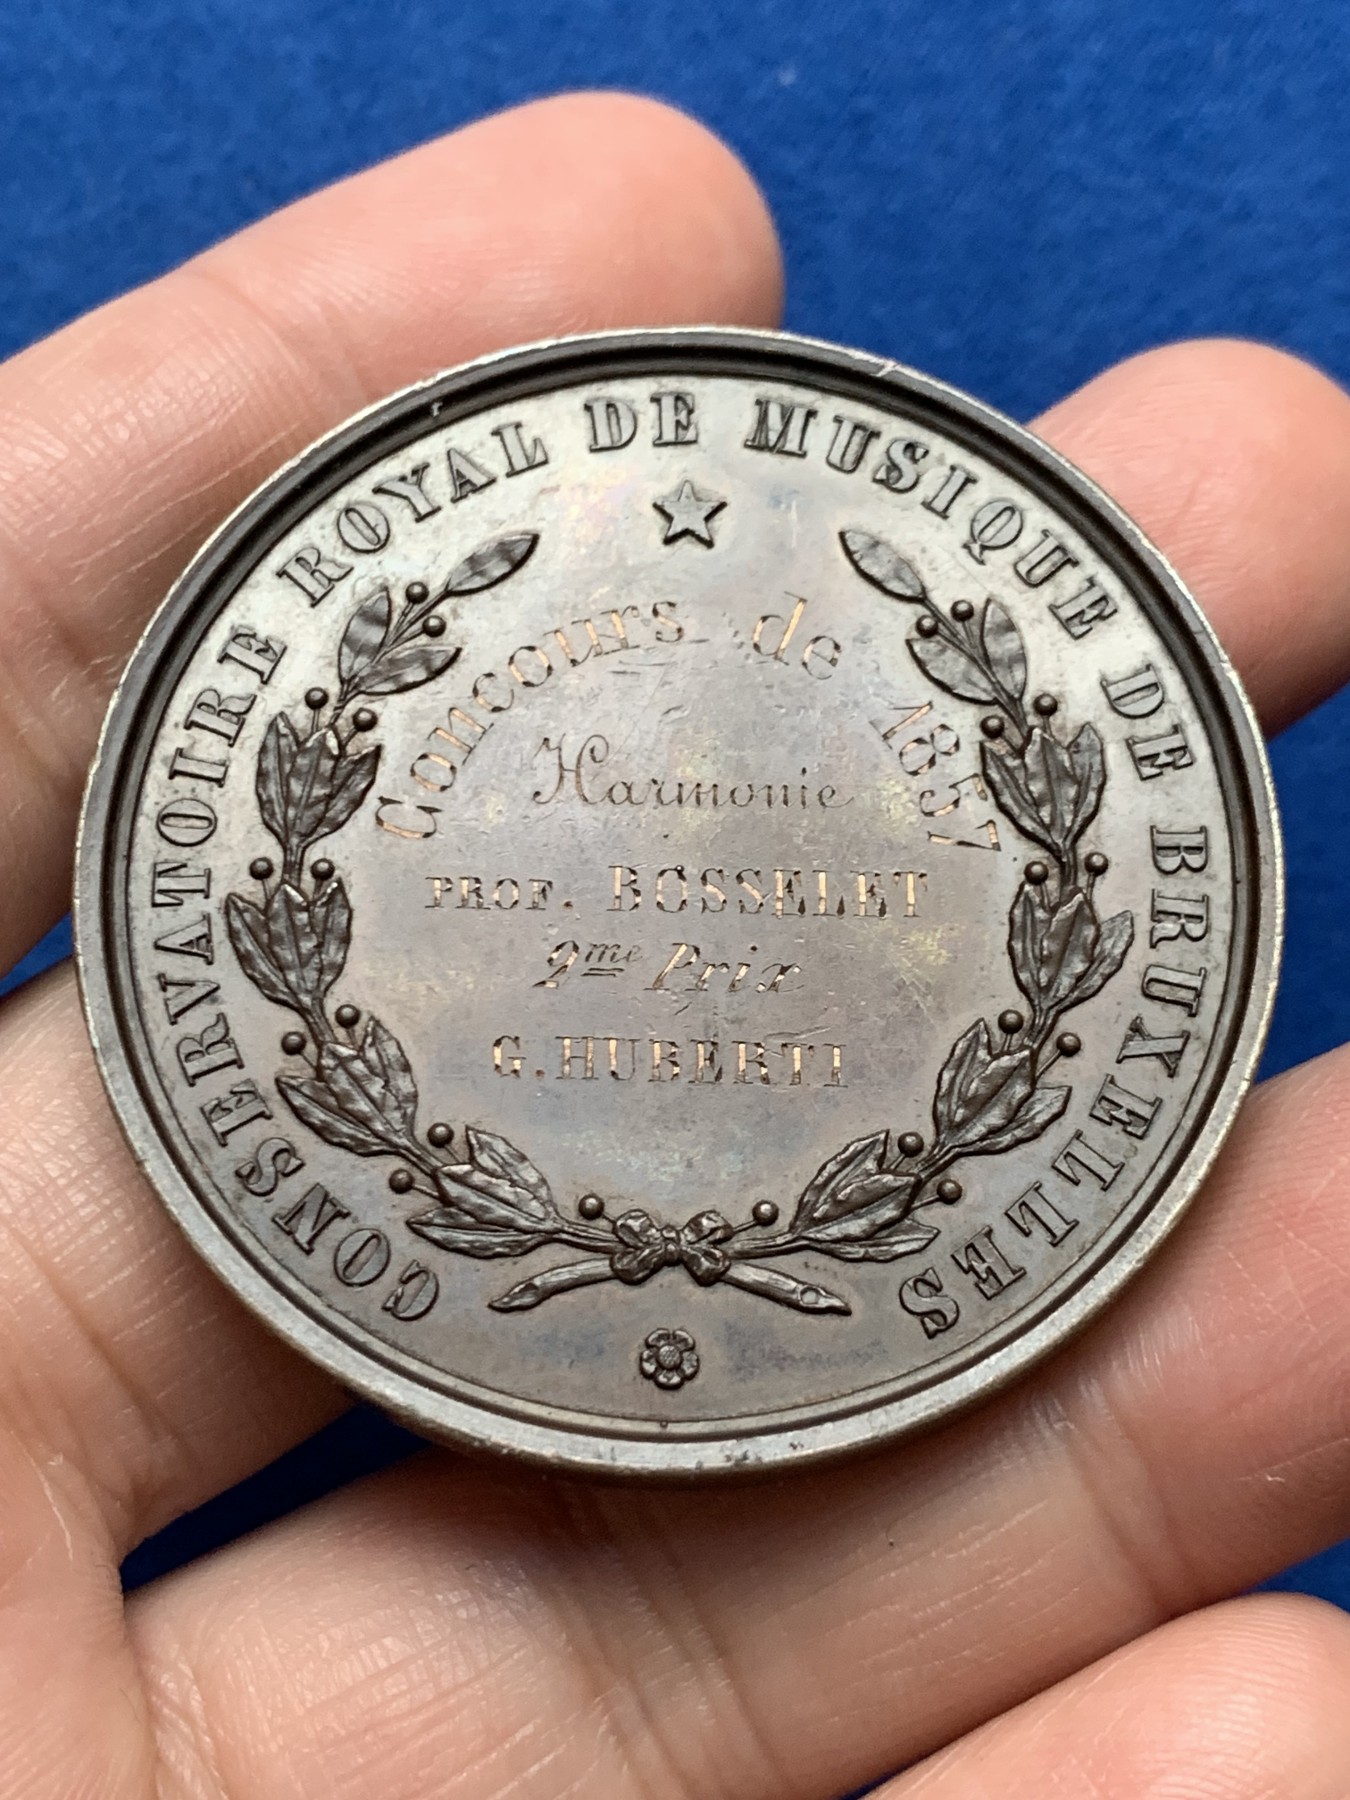 CONSERVATOIRE ROYAL DE MUSIQUE DE BRUXELLES
Concours de 1857
Harmonie
PROF. BOSSELET
2me Prix
G. HUBERTI